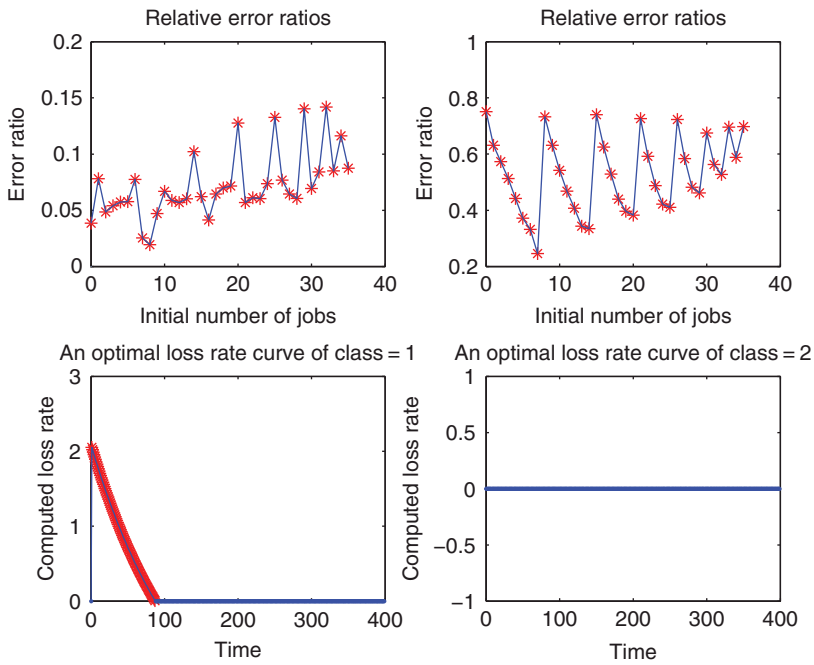 Relative error ratios
0.2
0.15
0.1
0.05
0
Error ratio
0 10 20 30 40
Initial number of jobs
Relative error ratios
1
0.8
0.6
0.4
0.2
Error ratio
0 10 20 30 40
Initial number of jobs
An optimal loss rate curve of class = 1
3
2
1
0
Computed loss rate
0 100 200 300 400
Time
An optimal loss rate curve of class = 2
1
0.5
0
−0.5
−1
Computed loss rate
0 100 200 300 400
Time